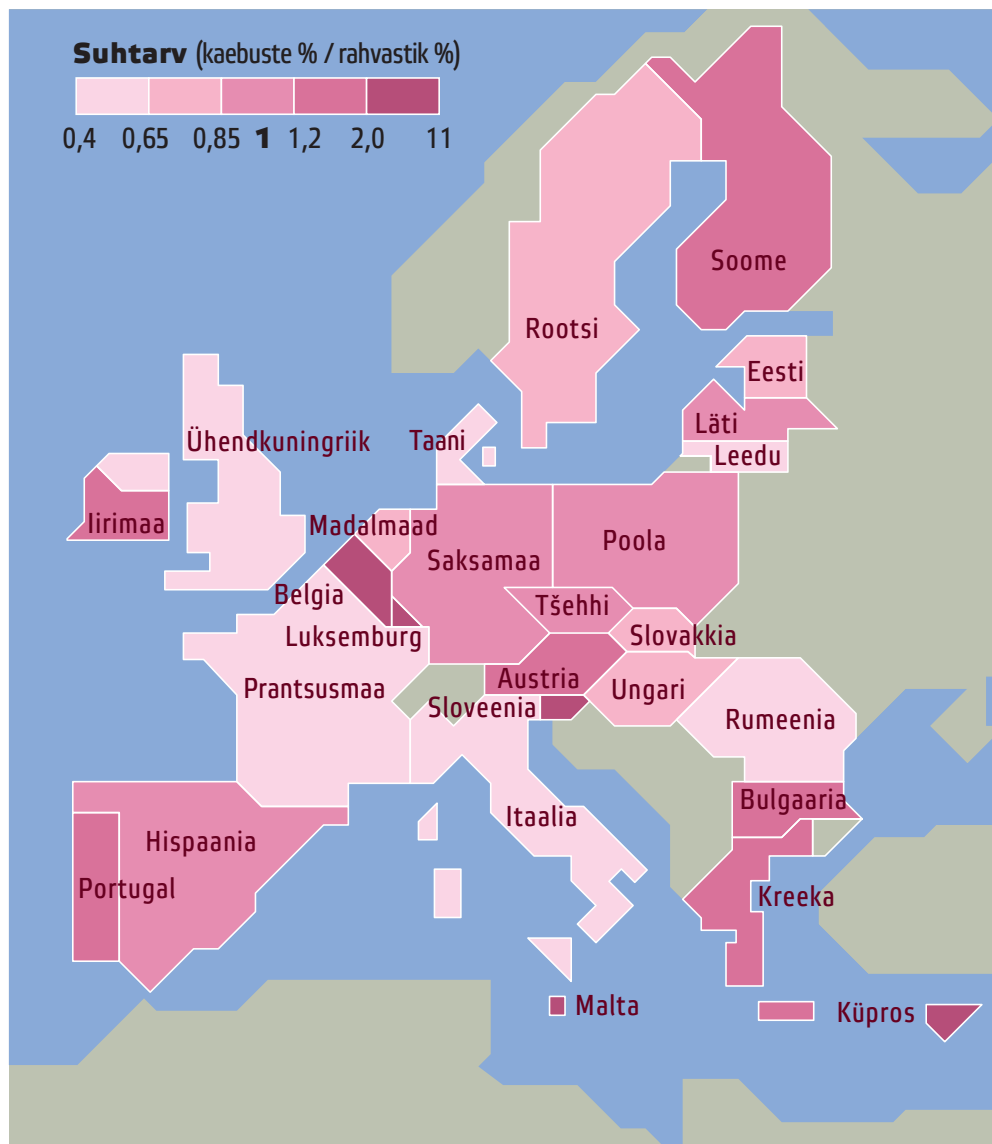 Suhtarv (kaebuste % / rahvastik %)
0,4 0,65 0,85 1 1,2 2,0 11
Soome
Rootsi
Eesti
Läti
Leedu
Ühendkuningriik
Taani
Iirimaa
Madalmaad
Saksamaa
Poola
Belgia
Tšehhi
Luksemburg
Slovakkia
Prantsusmaa
Austria
Ungari
Sloveenia
Rumeenia
Bulgaaria
Itaalia
Hispaania
Portugal
Kreeka
Malta
Küpros